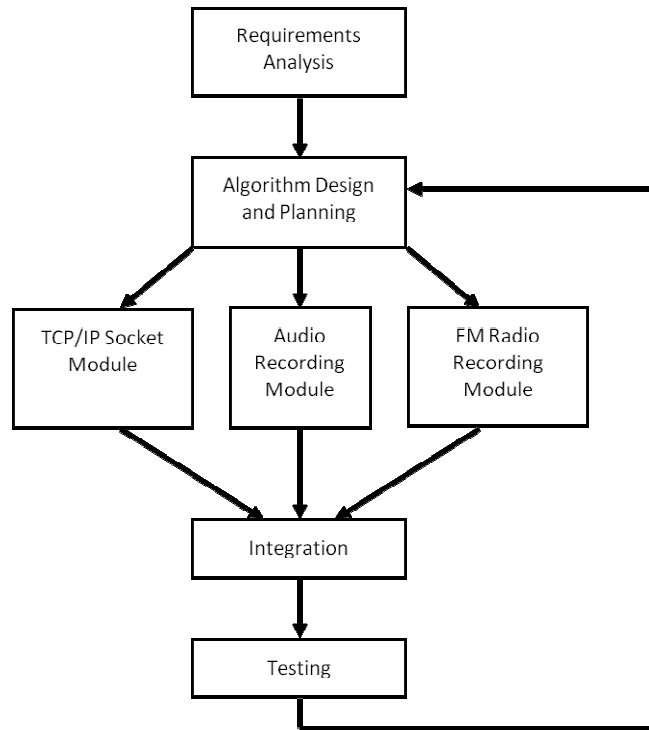 Requirements
Analysis
Algorithm Design
and Planning
TCP/IP Socket
Module
Audio
Recording
Module
FM Radio
Recording
Module
Integration
Testing